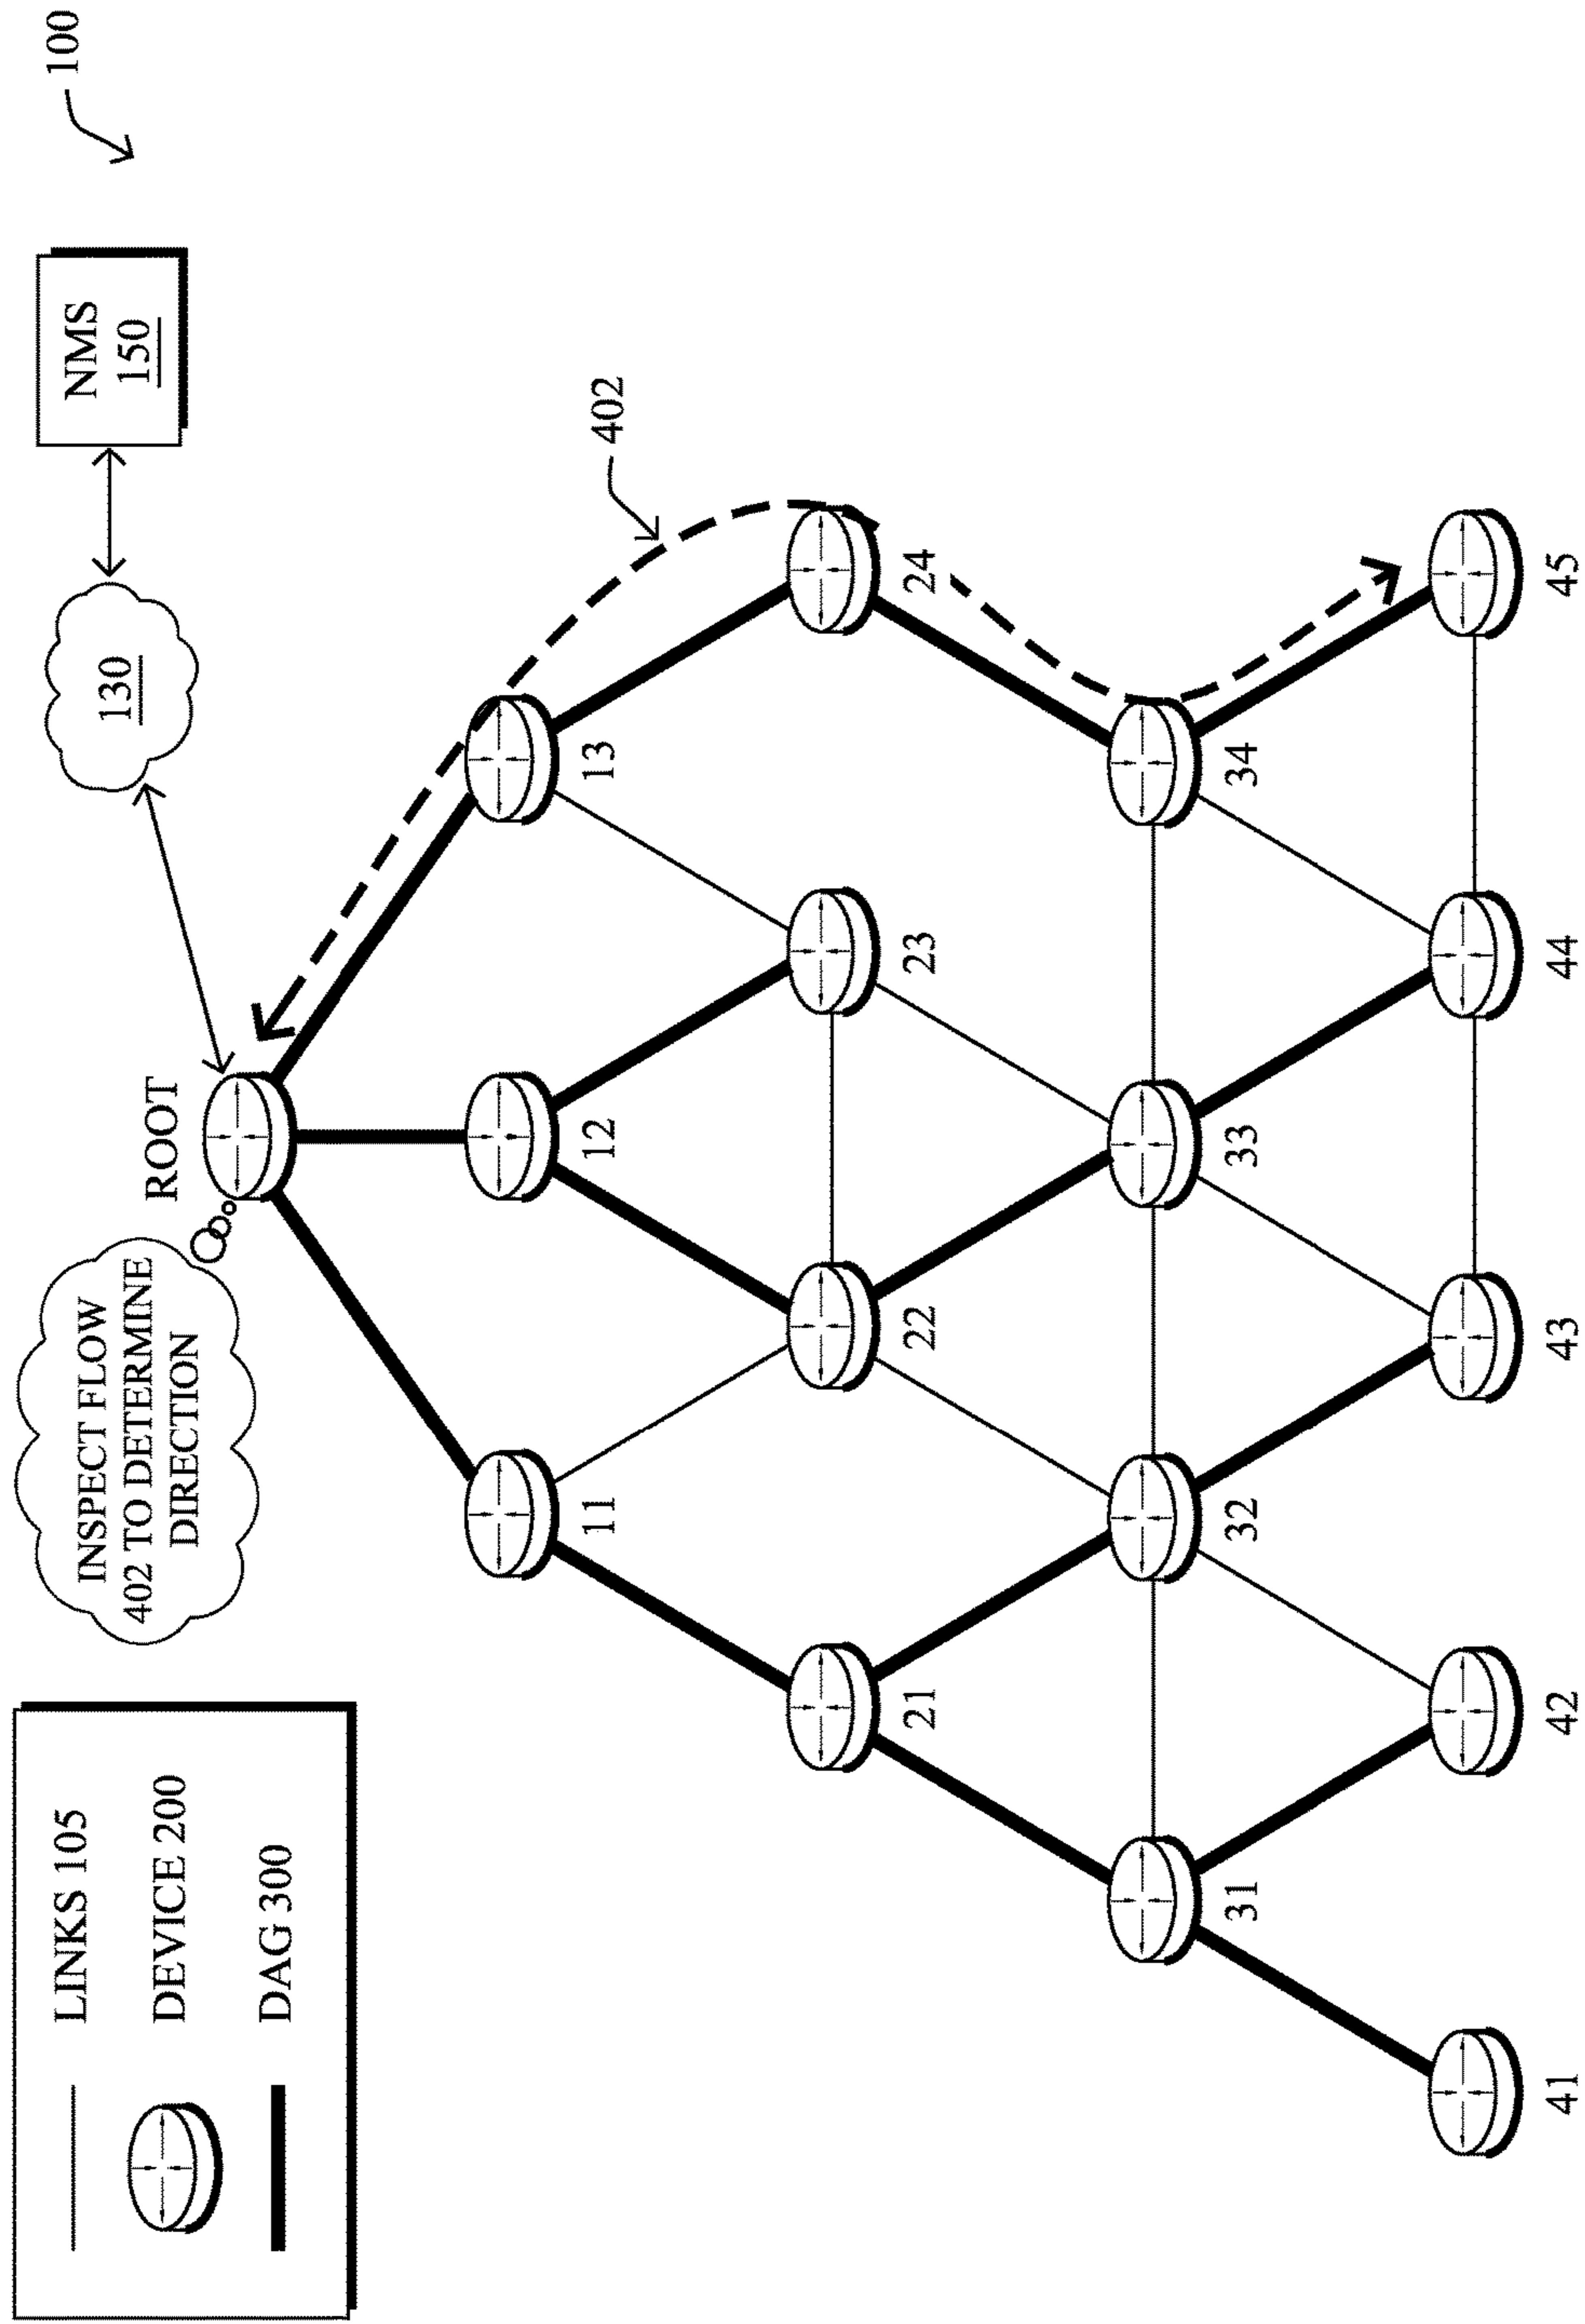 LINKS 105
DEVICE 200
DAG 300
INSPECT FLOW
402 TO DETERMINE
DIRECTION
ROOT
130
NMS
150
100
402
11
12
13
21
22
23
24
31
32
33
34
41
42
43
44
45